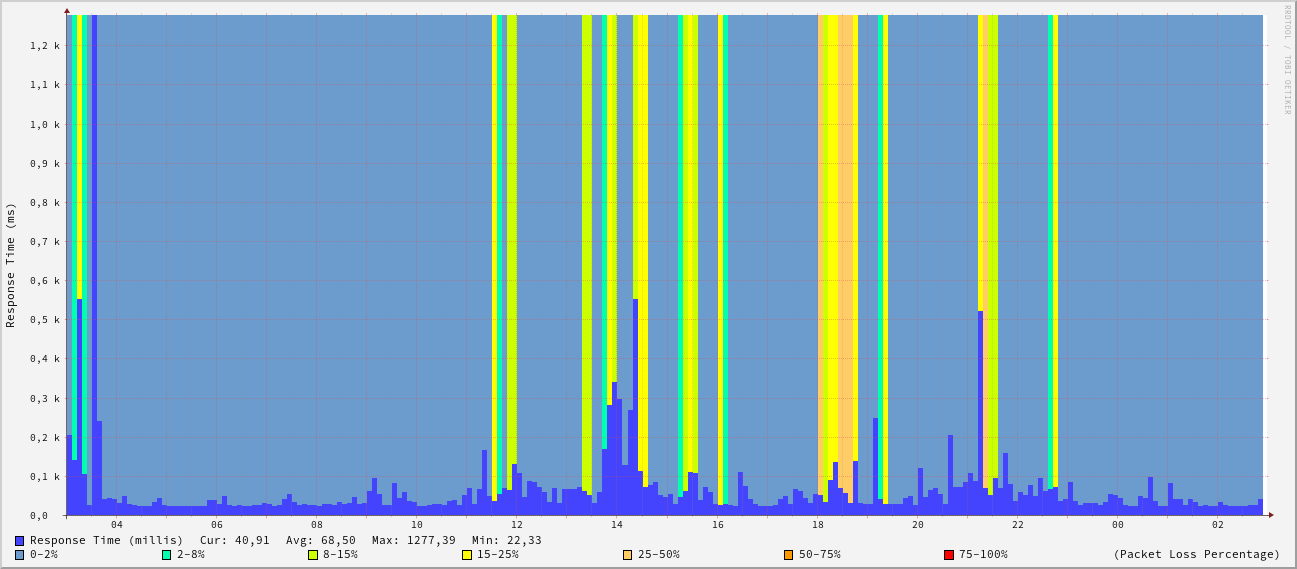 RRDTOOL / TOBI OETIKER
Response Time (ms)
1,2 k
1,1 k
1,0 k
0,9 k
0,8 k
0,7 k
0,6 k
0,5 k
0,4 k
0,3 k
0,2 k
0,1 k
0,0
04 06 08 10 12 14 16 18 20 22 00 02
Response Time (millis) Cur: 40,91 Avg: 68,50 Max: 1277,39 Min: 22,33
0-2% 2-8% 8-15% 15-25% 25-50% 50-75% 75-100% (Packet Loss Percentage)